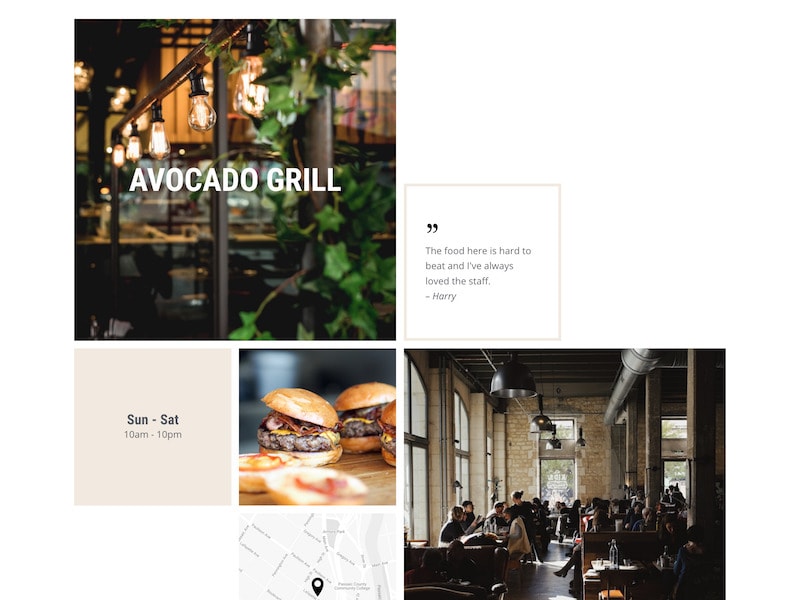 AVOCADO GRILL
”
The food here is hard to
beat and I've always
loved the staff.
– Harry
Sun - Sat
10am - 10pm
Passaic County
Community College